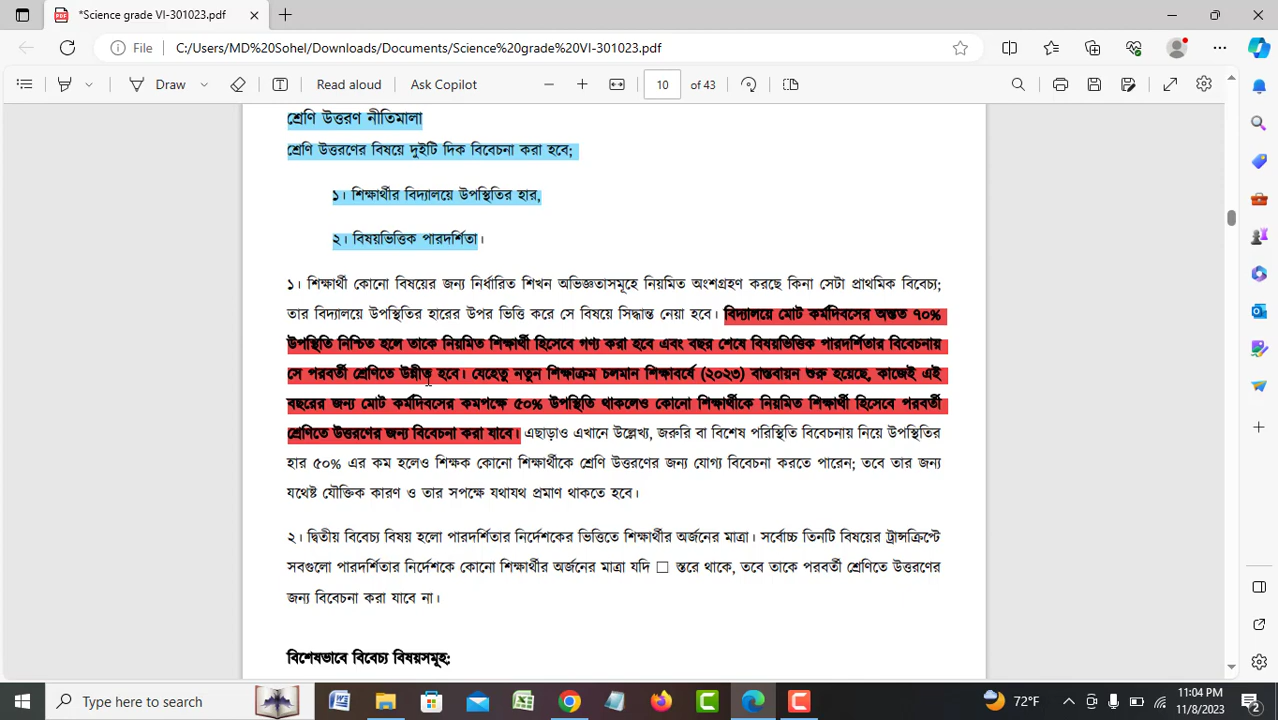 *Science grade VI-301023.pdf
File C:/Users/MD%20Sohel/Downloads/Documents/Science%20grade%20VI-301023.pdf
Draw Read aloud Ask Copilot 10 of 43
শ্রেণি উত্তরণ নীতিমালা
শ্রেণি উত্তরণের বিষয়ে দুইটি দিক বিবেচনা করা হবে;
১। শিক্ষার্থীর বিদ্যালয়ে উপস্থিতির হার,
২। বিষয়ভিত্তিক পারদর্শিতা।
১। শিক্ষার্থী কোনো বিষয়ের জন্য নির্ধারিত শিখন অভিজ্ঞতাসমূহে নিয়মিত অংশগ্রহণ করছে কিনা সেটা প্রাথমিক বিবেচ্য;
তার বিদ্যালয়ে উপস্থিতির হারের উপর ভিত্তি করে সে বিষয়ে সিদ্ধান্ত নেয়া হবে। বিদ্যালয়ে মোট কর্মদিবসের অন্তত ৭০%
উপস্থিতি নিশ্চিত হলে তাকে নিয়মিত শিক্ষার্থী হিসেবে গণ্য করা হবে এবং বছর শেষে বিষয়ভিত্তিক পারদর্শিতার বিবেচনায়
সে পরবর্তী শ্রেণিতে উন্নীত হবে। যেহেতু নতুন শিক্ষাক্রম চলমান শিক্ষাবর্বে (২০২৩) বাস্তবায়ন শুরু হয়েছে, কাজেই এই
বছরের জন্য মোট কর্মদিবসের কমপক্ষে ৫০% উপস্থিতি থাকলেও কোনো শিক্ষার্থীকে নিয়মিত শিক্ষার্থী হিসেবে পরবর্তী
শ্রেণিতে উত্তরণের জন্য বিবেচনা করা যাবে। এছাড়াও এখানে উল্লেখ্য, জরুরি বা বিশেষ পরিস্থিতি বিবেচনায় নিয়ে উপস্থিতির
হার ৫০% এর কম হলেও শিক্ষক কোনো শিক্ষার্থীকে শ্রেণি উত্তরণের জন্য যোগ্য বিবেচনা করতে পারেন; তবে তার জন্য
যথেষ্ট যৌক্তিক কারণ ও তার সপক্ষে যথাযথ প্রমাণ থাকতে হবে।
২। দ্বিতীয় বিবেচ্য বিষয় হলো পারদর্শিতার নির্দেশকের ভিত্তিতে শিক্ষার্থীর অর্জনের মাত্রা। সর্বোচ্চ তিনটি বিষয়ের ট্রান্সক্রিপ্টে
সবগুলো পারদর্শিতার নির্দেশকে কোনো শিক্ষার্থীর অর্জনের মাত্রা যদি □ স্তরে থাকে, তবে তাকে পরবর্তী শ্রেণিতে উত্তরণের
জন্য বিবেচনা করা যাবে না।
বিশেষভাবে বিবেচ্য বিষয়সমূহ:
Type here to search
72°F
11:04 PM
11/8/2023
2